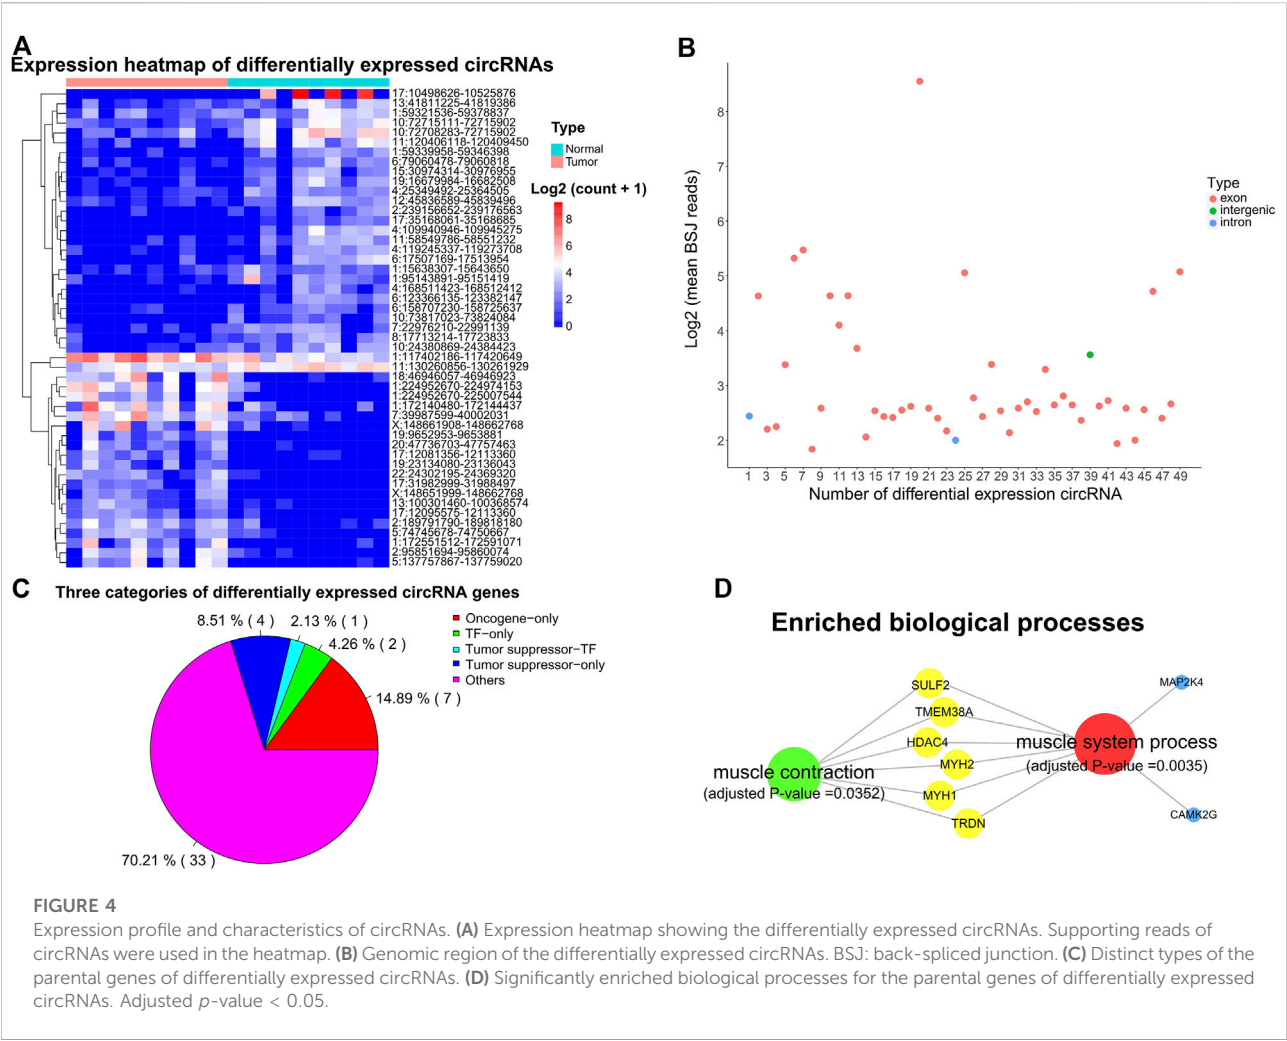 A
Expression heatmap of differentially expressed circRNAs
17:10498626-10525876
13:41811225-41819386
1:59321536-59378837
10:72715111-72715902
10:72708283-72715902
11:120406118-120409450
1:59339958-59346398
6:79060478-79060818
15:30974314-30976955
19:16679984-16682508
4:25349492-25364505
12:45836589-45839496
2:239156652-239176563
17:35168061-35168685
4:109940946-109945275
11:58549786-58551232
4:119245337-119273708
6:17507169-17513954
1:15638307-15643650
1:95143891-95151419
4:168511423-168512412
6:123366135-123382147
6:158707230-158725637
10:73817023-73824084
7:22976210-22991139
8:17713214-17723833
10:24380869-24384423
1:117402186-117420649
11:130260856-130261929
18:46946057-46946923
1:224952670-224974153
1:224952670-225007544
1:172140480-172144437
7:39987599-40002031
X:148661908-148662768
19:9652953-9653881
20:47736703-47757463
17:12081356-12113360
19:23134080-23136043
22:24302195-24369320
17:31982999-31988497
X:148651999-148662768
13:100301460-100368574
17:12095575-12113360
2:189791790-189818180
5:74745678-74750667
1:172551512-172591071
2:95851694-95860074
5:137757867-137759020
Type
Normal
Tumor
Log2 (count + 1)
8
6
4
2
0
B
Log2 (mean BSJ reads)
8
7
6
5
4
3
2
1 3 5 7 9 11 13 15 17 19 21 23 25 27 29 31 33 35 37 39 41 43 45 47 49
Number of differential expression circRNA
Type
exon
intergenic
intron
C
Three categories of differentially expressed circRNA genes
8.51 % ( 4 )
2.13 % ( 1 )
4.26 % ( 2 )
14.89 % ( 7 )
70.21 % ( 33 )
Oncogene-only
TF-only
Tumor suppressor-TF
Tumor suppressor-only
Others
D
Enriched biological processes
SULF2
TMEM38A
HDAC4
MYH2
MYH1
TRDN
muscle contraction
(adjusted P-value =0.0352)
muscle system process
(adjusted P-value =0.0035)
MAP2K4
CAMK2G
FIGURE 4
Expression profile and characteristics of circRNAs. (A) Expression heatmap showing the differentially expressed circRNAs. Supporting reads of
circRNAs were used in the heatmap. (B) Genomic region of the differentially expressed circRNAs. BSJ: back-spliced junction. (C) Distinct types of the
parental genes of differentially expressed circRNAs. (D) Significantly enriched biological processes for the parental genes of differentially expressed
circRNAs. Adjusted p-value < 0.05.